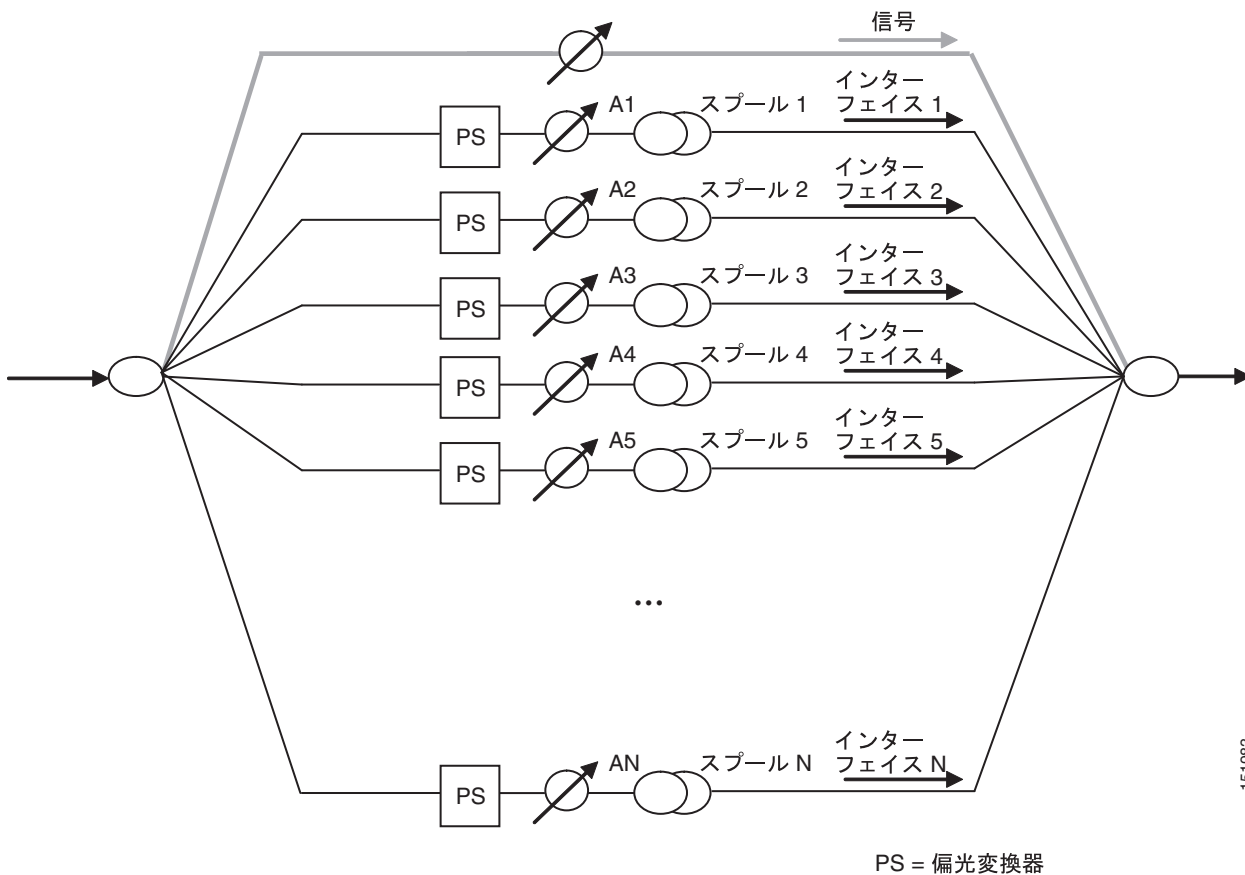 信号
インター
フェイス 1
PS
A1
スプール 1
インター
フェイス 2
PS
A2
スプール 2
インター
フェイス 3
PS
A3
スプール 3
インター
フェイス 4
PS
A4
スプール 4
インター
フェイス 5
PS
A5
スプール 5
...
インター
フェイス N
PS
AN
スプール N
PS = 偏光変換器